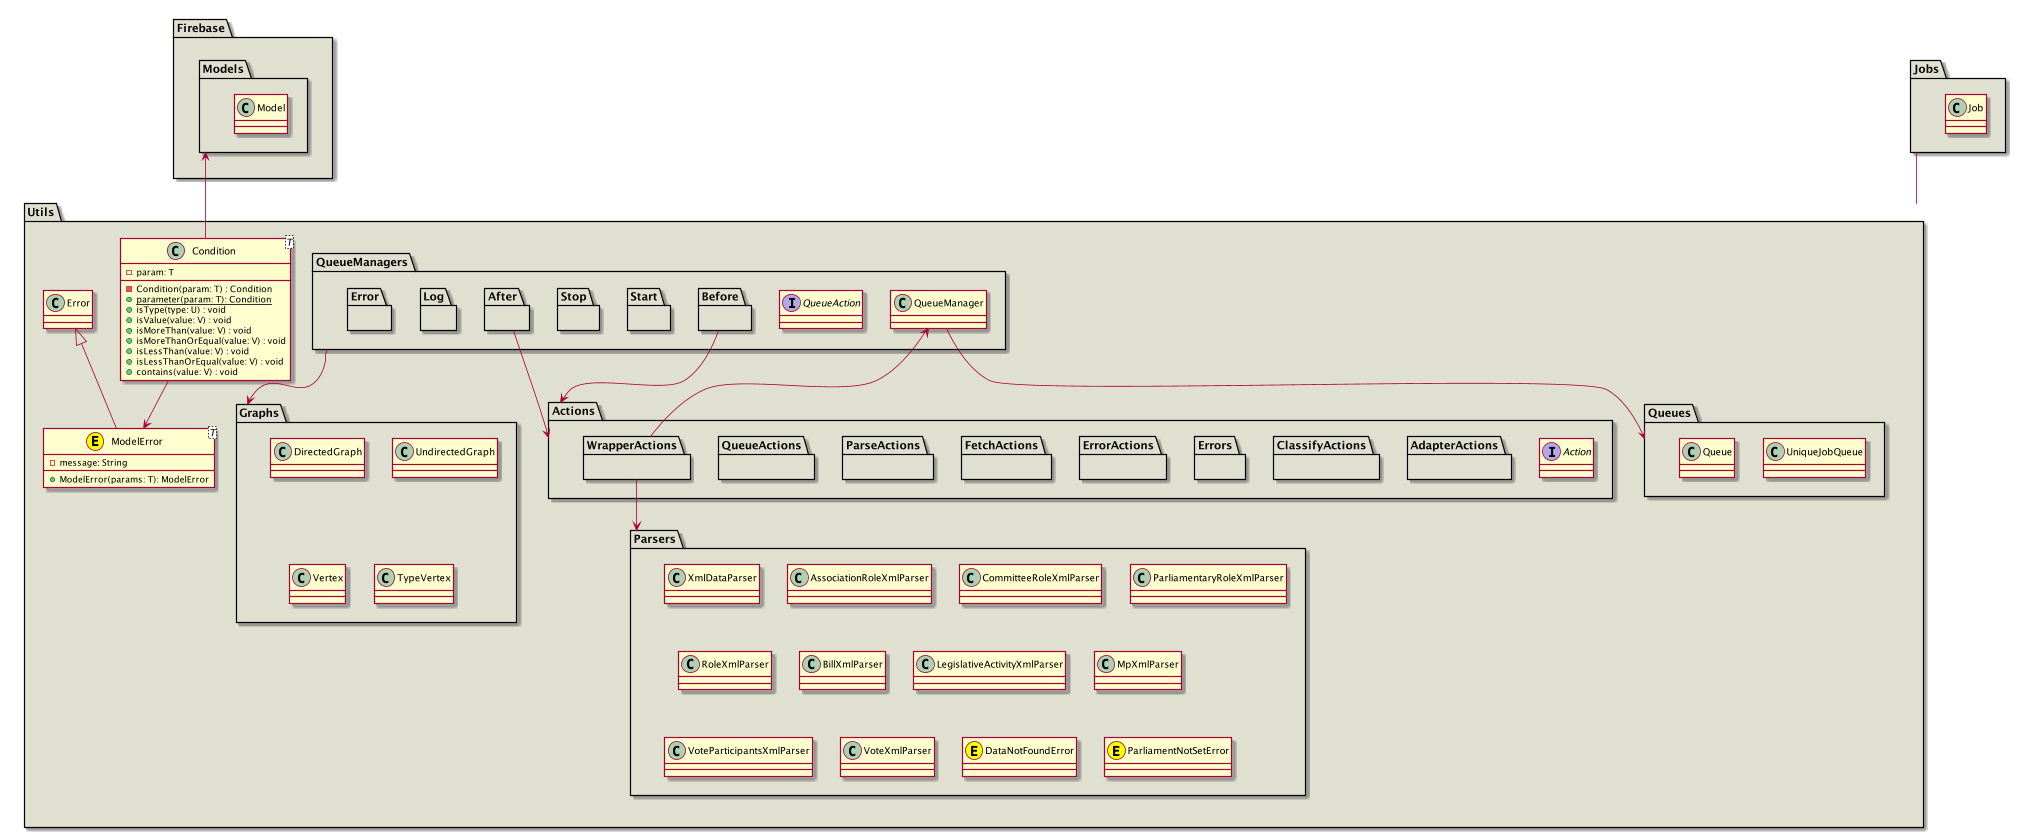 Firebase
Models
C Model
Jobs
C Job
Utils
C Condition T
param: T
Condition(param: T) : Condition
parameter(param: T): Condition
isType(type: U) : void
isValue(value: V) : void
isMoreThan(value: V) : void
isMoreThanOrEqual(value: V) : void
isLessThan(value: V) : void
isLessThanOrEqual(value: V) : void
contains(value: V) : void
C Error
E ModelError T
message: String
ModelError(params: T): ModelError
QueueManagers
Error
Log
After
Stop
Start
Before
I QueueAction
C QueueManager
Graphs
C DirectedGraph
C UndirectedGraph
C Vertex
C TypeVertex
Actions
WrapperActions
QueueActions
ParseActions
FetchActions
ErrorActions
Errors
ClassifyActions
AdapterActions
I Action
Queues
C Queue
C UniqueJobQueue
Parsers
C XmlDataParser
C AssociationRoleXmlParser
C CommitteeRoleXmlParser
C ParliamentaryRoleXmlParser
C RoleXmlParser
C BillXmlParser
C LegislativeActivityXmlParser
C MpXmlParser
C VoteParticipantsXmlParser
C VoteXmlParser
E DataNotFoundError
E ParliamentNotSetError